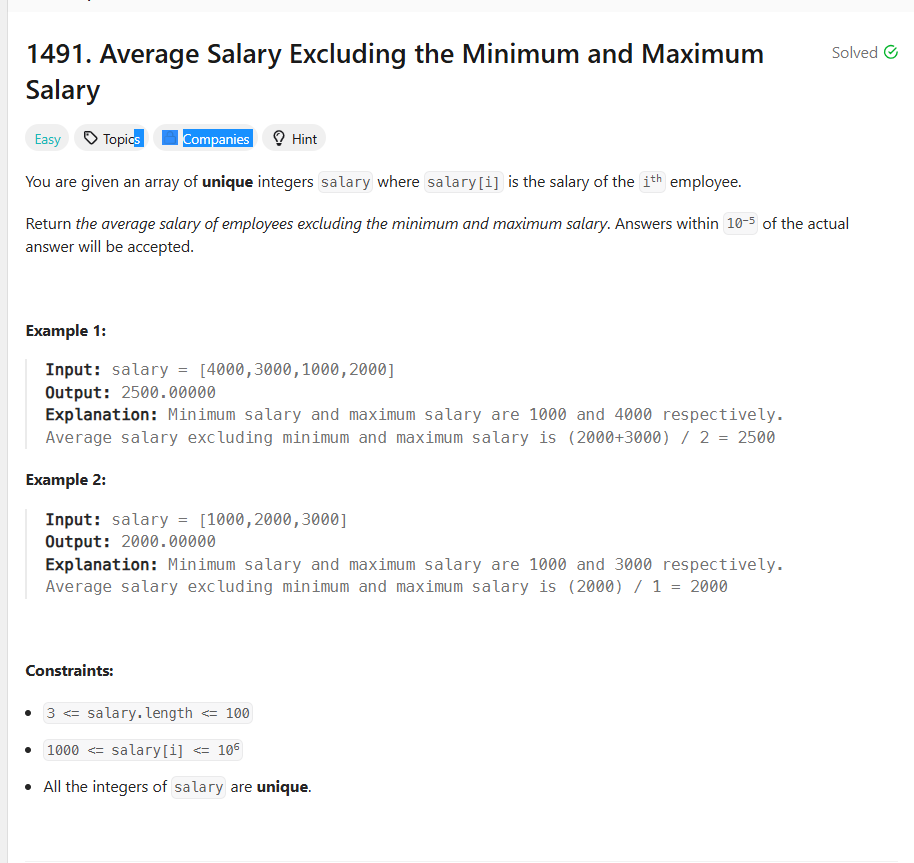 1491. Average Salary Excluding the Minimum and Maximum
Salary
Solved
Easy Topics Companies Hint
You are given an array of unique integers salary where salary[i] is the salary of the iᵗʰ employee.
Return the average salary of employees excluding the minimum and maximum salary. Answers within 10⁻⁵ of the actual
answer will be accepted.
Example 1:
Input: salary = [4000,3000,1000,2000]
Output: 2500.00000
Explanation: Minimum salary and maximum salary are 1000 and 4000 respectively.
Average salary excluding minimum and maximum salary is (2000+3000) / 2 = 2500
Example 2:
Input: salary = [1000,2000,3000]
Output: 2000.00000
Explanation: Minimum salary and maximum salary are 1000 and 3000 respectively.
Average salary excluding minimum and maximum salary is (2000) / 1 = 2000
Constraints:
• 3 <= salary.length <= 100
• 1000 <= salary[i] <= 10⁶
• All the integers of salary are unique.